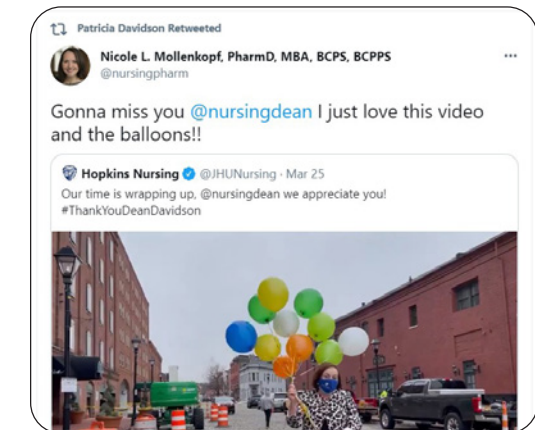 Patricia Davidson Retweeted
Nicole L. Mollenkopf, PharmD, MBA, BCPS, BCPPS
@nursingpharm
Gonna miss you @nursingdean I just love this video
and the balloons!!
Hopkins Nursing @JHUNursing · Mar 25
Our time is wrapping up, @nursingdean we appreciate you!
#ThankYouDeanDavidson